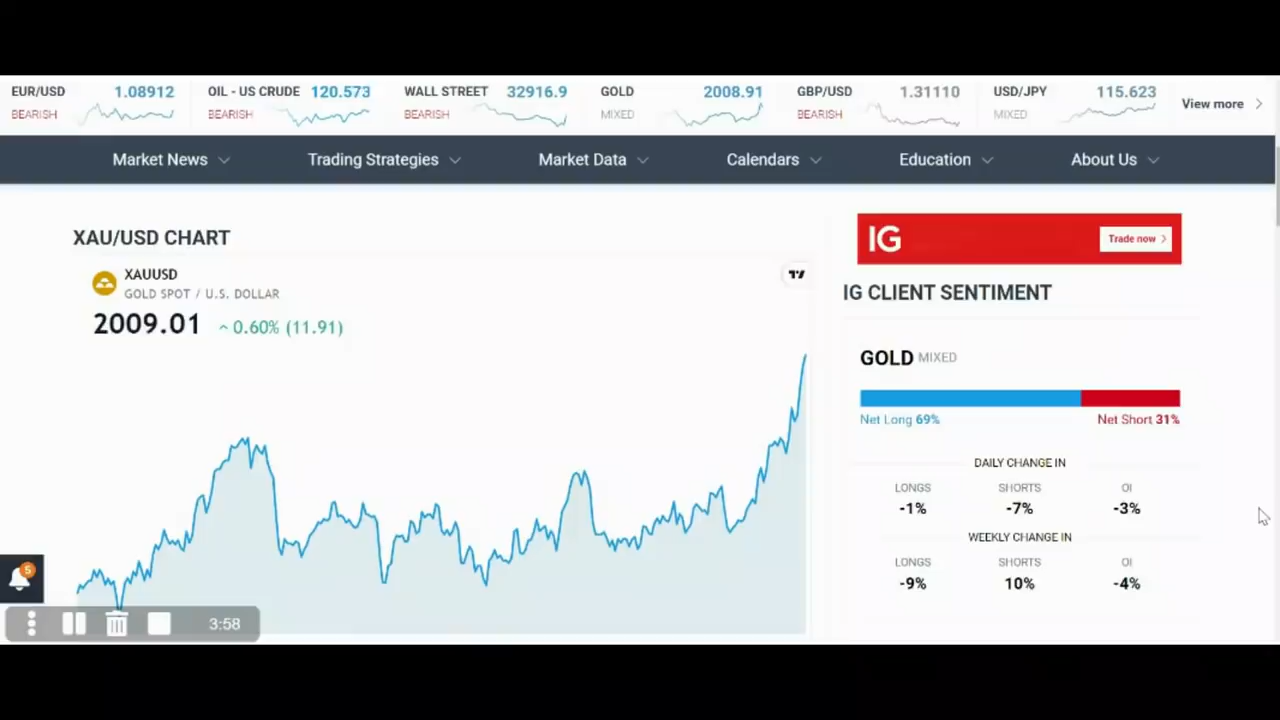 EUR/USD 1.08912 OIL - US CRUDE 120.573 WALL STREET 32916.9 GOLD 2008.91 GBP/USD 1.31110 USD/JPY 115.623
BEARISH BEARISH BEARISH MIXED BEARISH MIXED View more
Market News Trading Strategies Market Data Calendars Education About Us
XAU/USD CHART
XAUUSD
GOLD SPOT / U.S. DOLLAR
2009.01 0.60% (11.91)
IG Trade now
IG CLIENT SENTIMENT
GOLD MIXED
Net Long 69% Net Short 31%
DAILY CHANGE IN
LONGS SHORTS OI
-1% -7% -3%
WEEKLY CHANGE IN
LONGS SHORTS OI
-9% 10% -4%
5
3:58